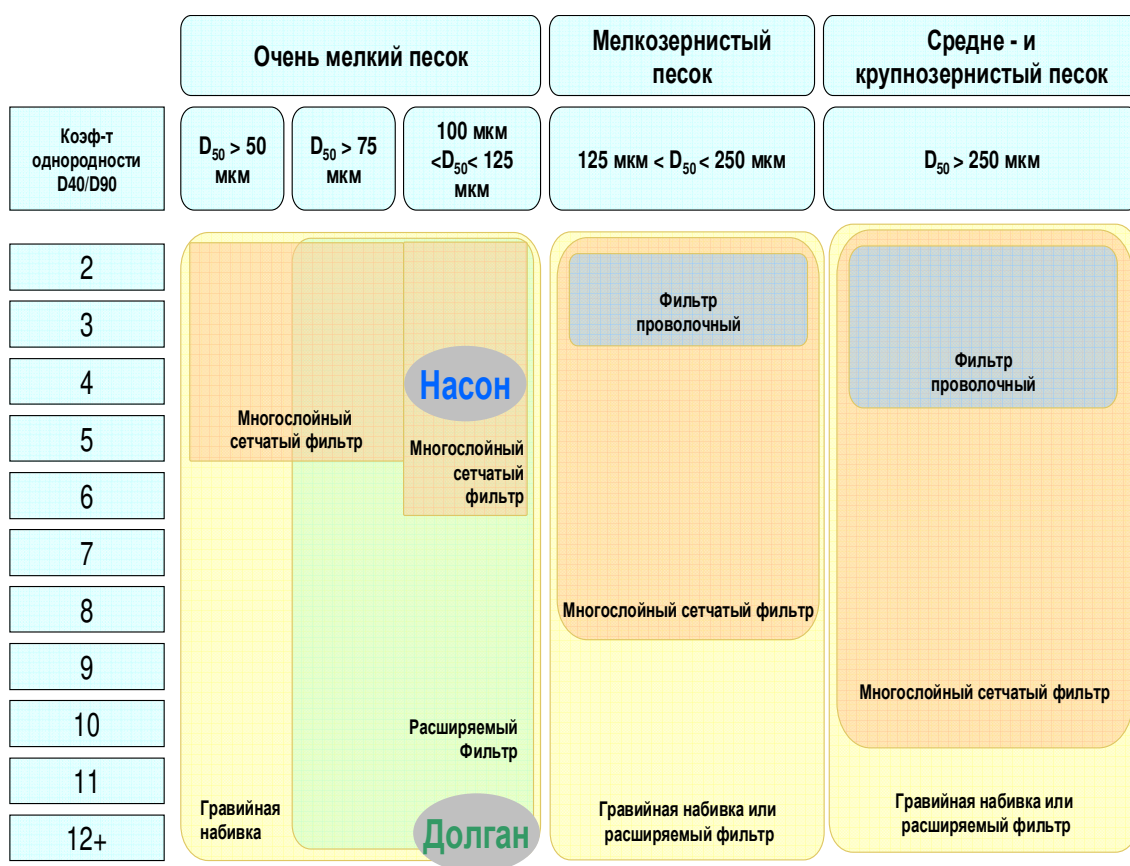 Очень мелкий песок
Мелкозернистый
песок
Средне - и
крупнозернистый песок
Коэф-т
однородности
D40/D90
D50 > 50
мкм
D50 > 75
мкм
100 мкм
<D50< 125
мкм
125 мкм < D50 < 250 мкм
D50 > 250 мкм
2
3
4
5
6
7
8
9
10
11
12+
Насон
Многослойный
сетчатый фильтр
Многослойный
сетчатый
фильтр
Расширяемый
Фильтр
Гравийная
набивка
Долган
Фильтр
проволочный
Многослойный сетчатый фильтр
Гравийная набивка или
расширяемый фильтр
Фильтр
проволочный
Многослойный сетчатый фильтр
Гравийная набивка или
расширяемый фильтр